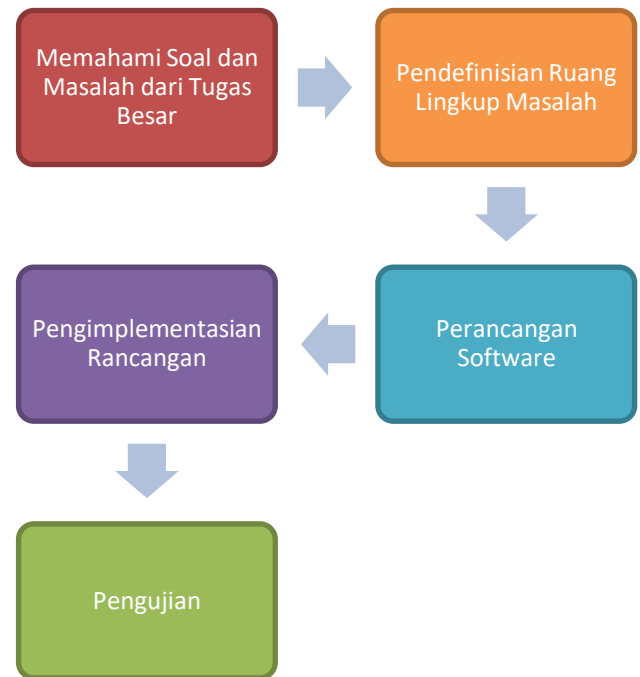 Memahami Soal dan
Masalah dari Tugas
Besar
Pendefinisian Ruang
Lingkup Masalah
Perancangan
Software
Pengimplementasian
Rancangan
Pengujian